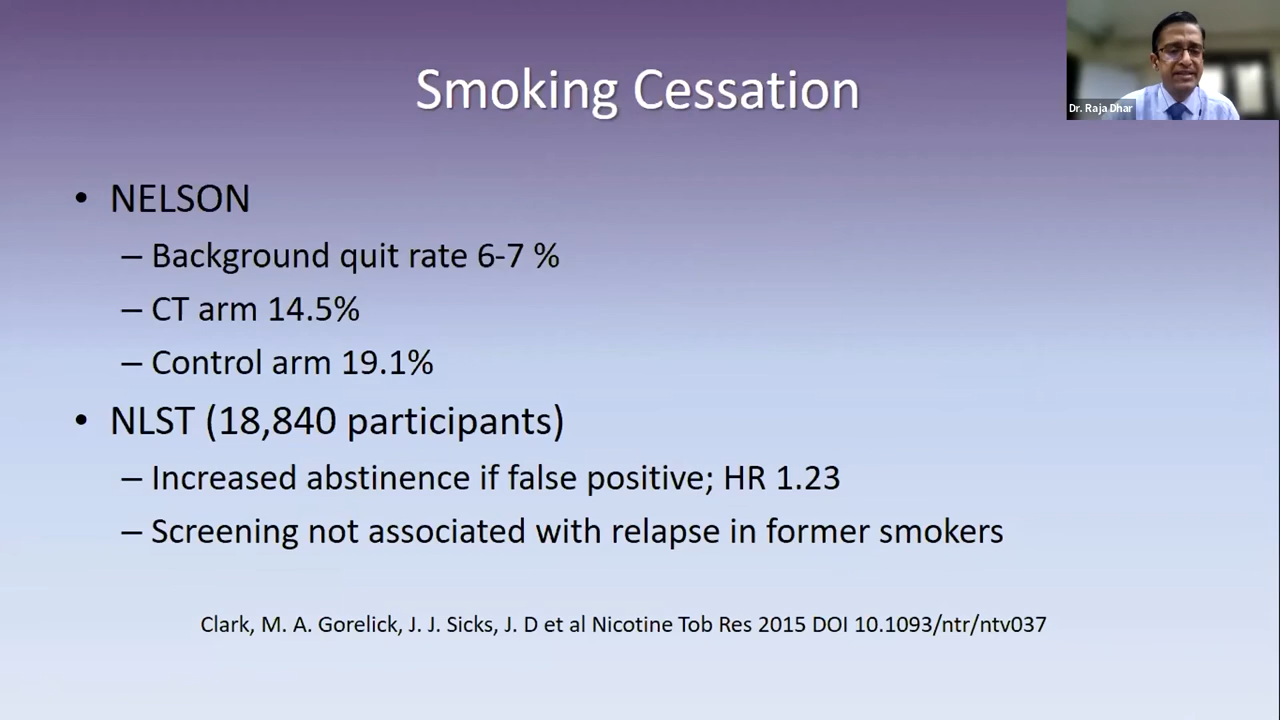 Smoking Cessation
Dr. Raja Dhar
• NELSON
– Background quit rate 6-7 %
– CT arm 14.5%
– Control arm 19.1%
• NLST (18,840 participants)
– Increased abstinence if false positive; HR 1.23
– Screening not associated with relapse in former smokers
Clark, M. A. Gorelick, J. J. Sicks, J. D et al Nicotine Tob Res 2015 DOI 10.1093/ntr/ntv037